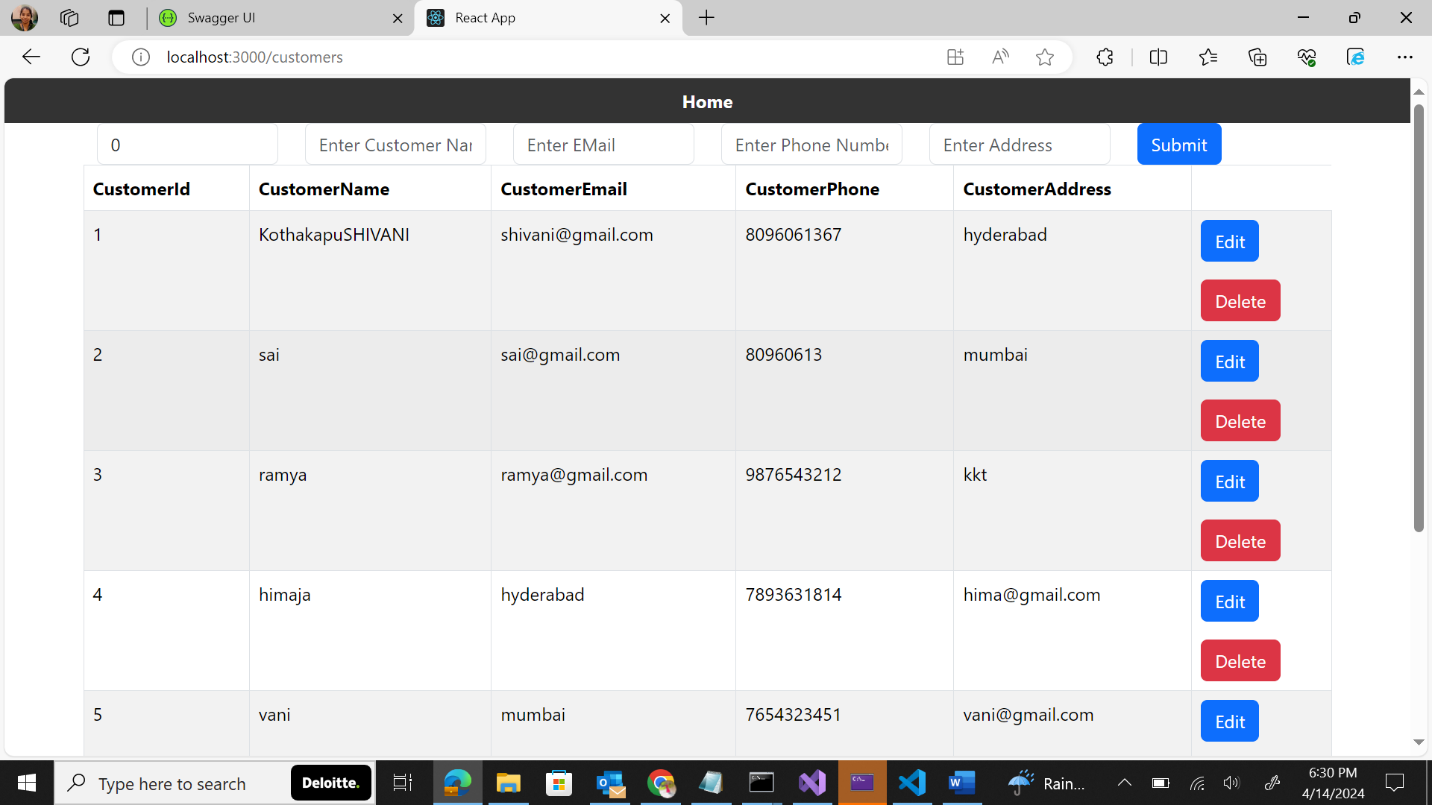 Swagger UI
React App
localhost:3000/customers
Home
0 Enter Customer Nar Enter EMail Enter Phone Numbe Enter Address Submit
CustomerId CustomerName CustomerEmail CustomerPhone CustomerAddress
1 KothakapuSHIVANI shivani@gmail.com 8096061367 hyderabad Edit
Delete
2 sai sai@gmail.com 80960613 mumbai Edit
Delete
3 ramya ramya@gmail.com 9876543212 kkt Edit
Delete
4 himaja hyderabad 7893631814 hima@gmail.com Edit
Delete
5 vani mumbai 7654323451 vani@gmail.com Edit
Type here to search Deloitte. Rain... 6:30 PM
4/14/2024